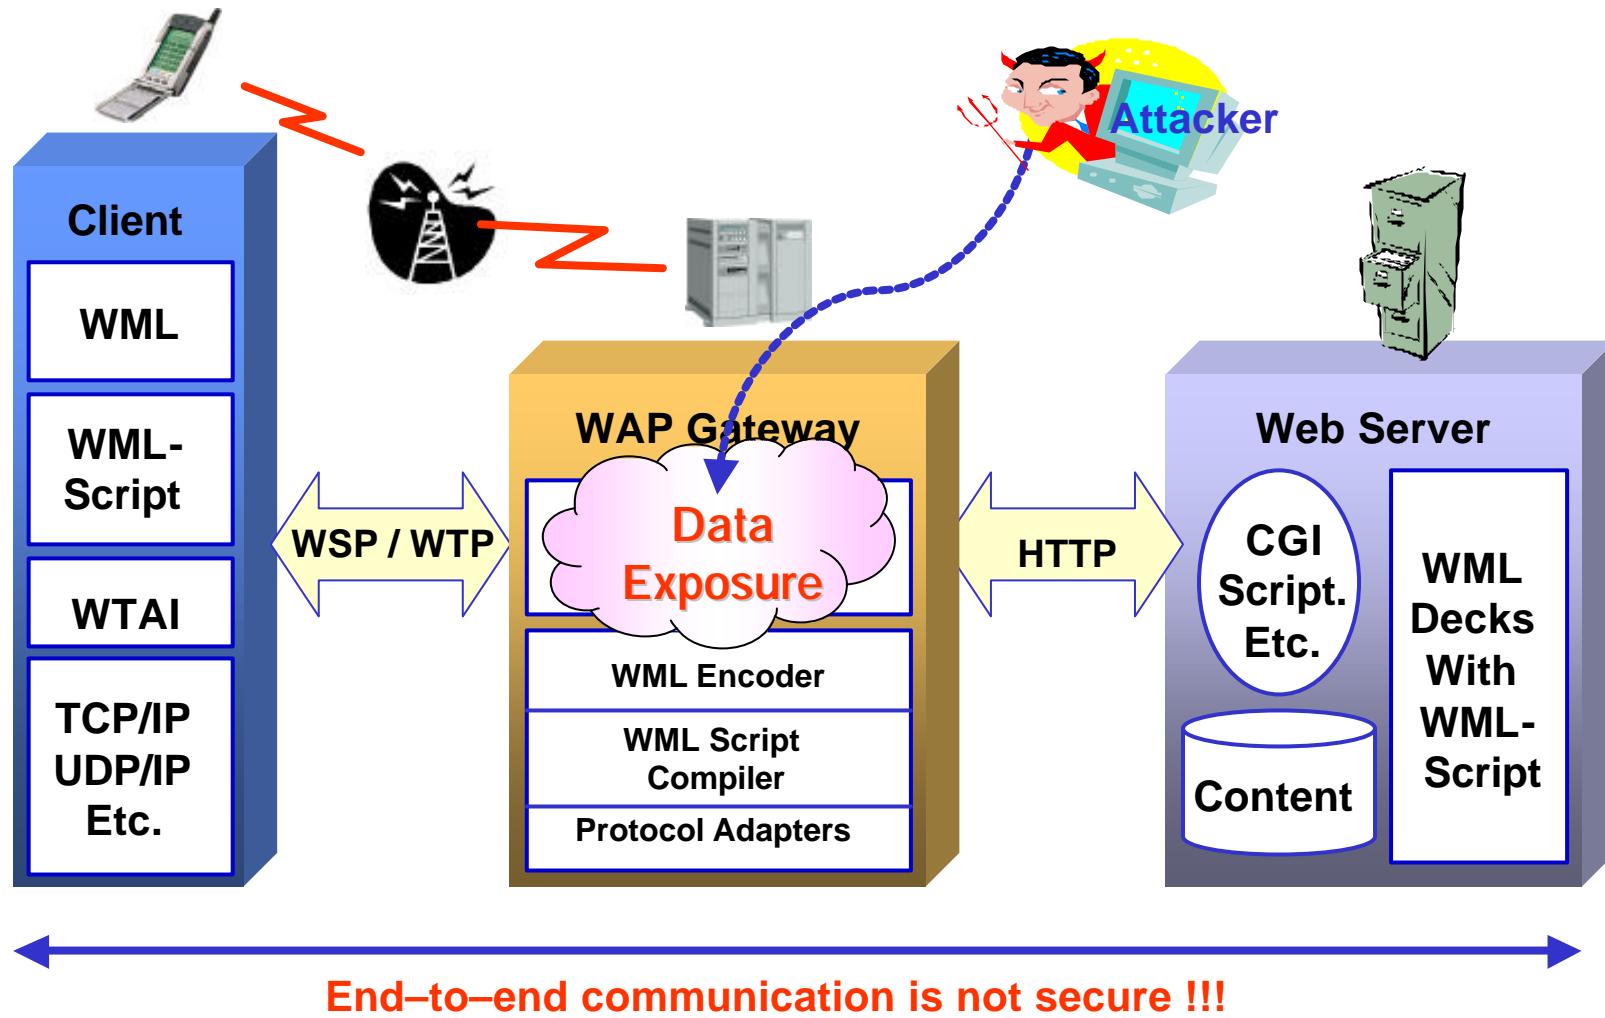 Attacker
Client
WML
WML-
Script
WTAI
TCP/IP
UDP/IP
Etc.
WSP / WTP
WAP Gateway
Data
Exposure
WML Encoder
WML Script
Compiler
Protocol Adapters
HTTP
Web Server
CGI
Script.
Etc.
Content
WML
Decks
With
WML-
Script
End–to–end communication is not secure !!!